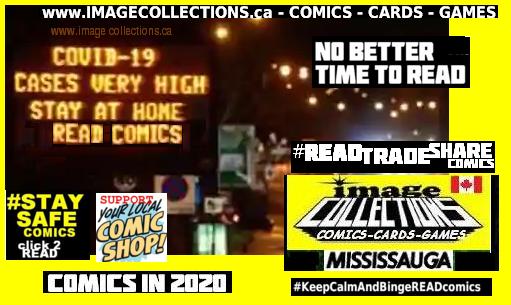 www.IMAGECOLLECTIONS.ca - COMICS - CARDS - GAMES
www.image collections.ca
COVID-19
CASES VERY HIGH
STAY AT HOME
READ COMICS
NO BETTER
TIME TO READ
#READTRADESHARE
COMICS
#STAY
SAFE
COMICS
click 2
READ
SUPPORT
YOUR LOCAL
COMIC
SHOP!
image
COLLECTIONS
COMICS-CARDS-GAMES
MISSISSAUGA
COMICS IN 2020
#KeepCalmAndBingeREADcomics